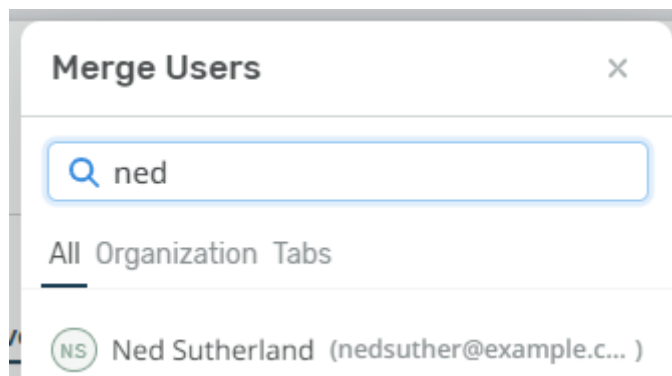 Merge Users
ned
All Organization Tabs
NS Ned Sutherland (nedsuther@example.c... )